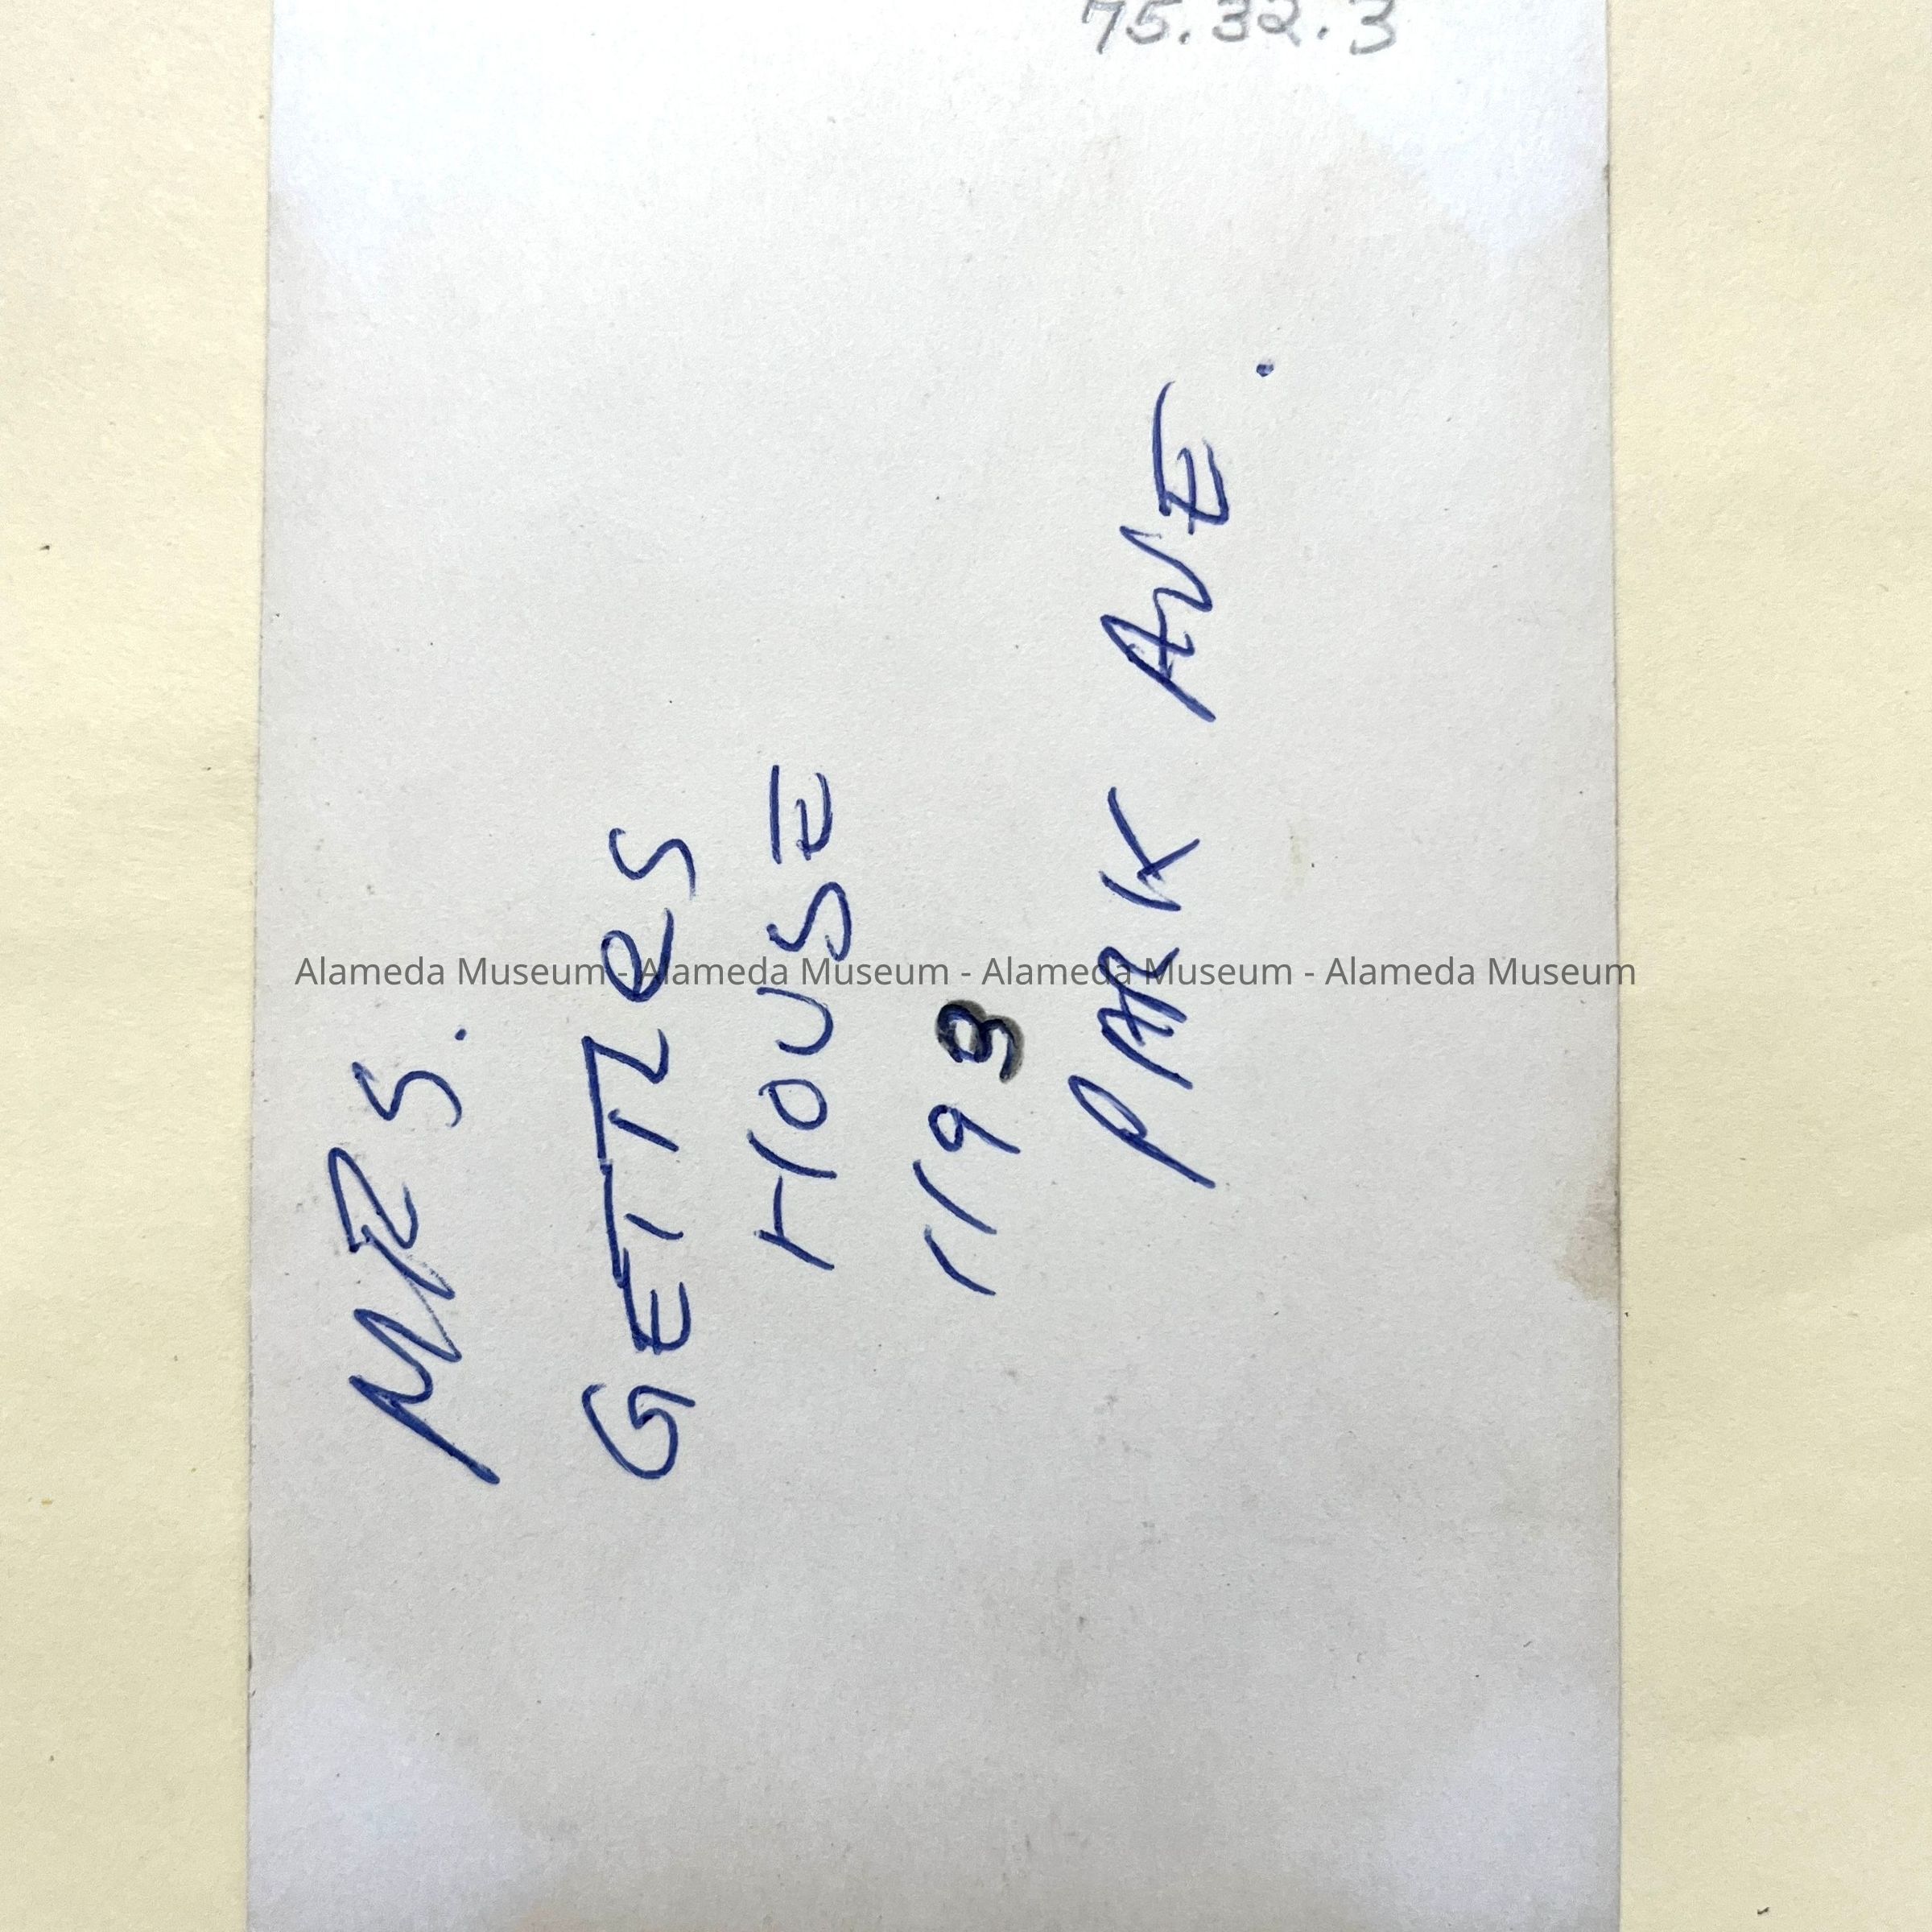 75.32.3
MRS.
GETTLES
HOUSE
1193
PARK AVE.
Alameda Museum - Alameda Museum - Alameda Museum - Alameda Museum